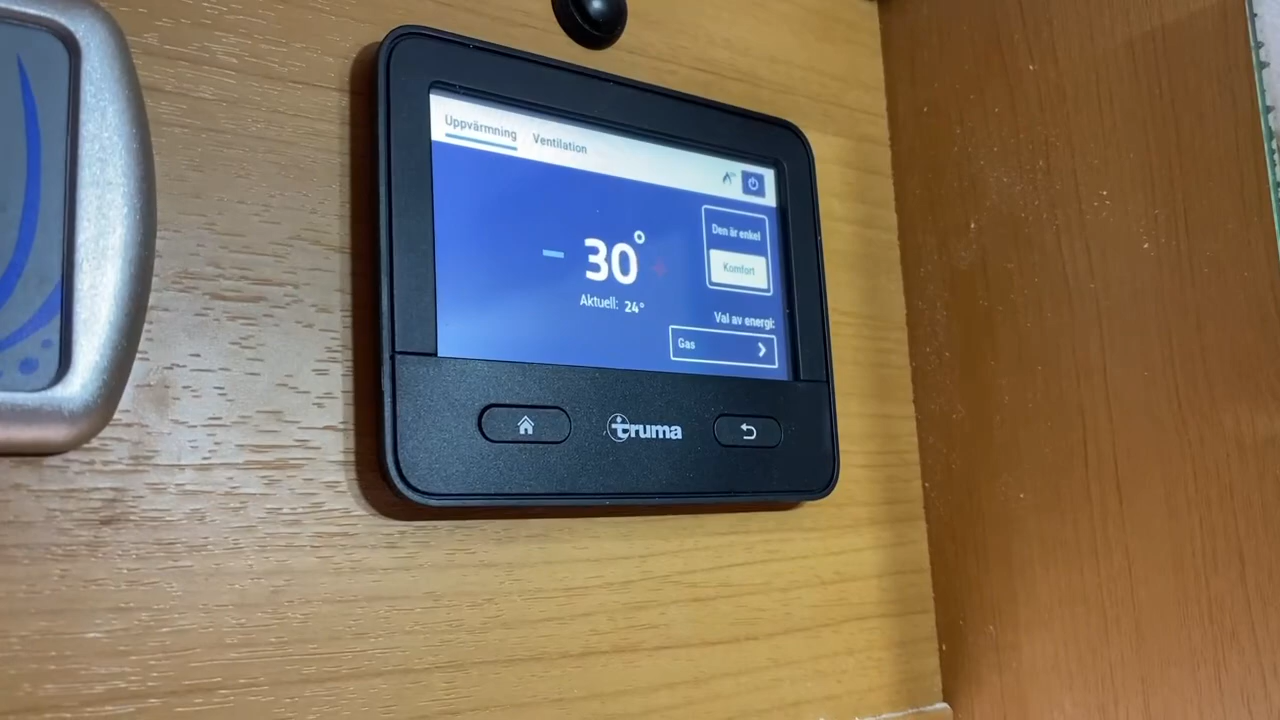 Uppvärmning Ventilation
30°
Aktuell: 24°
Den är enkel
Komfort
Val av energi:
Gas
truma